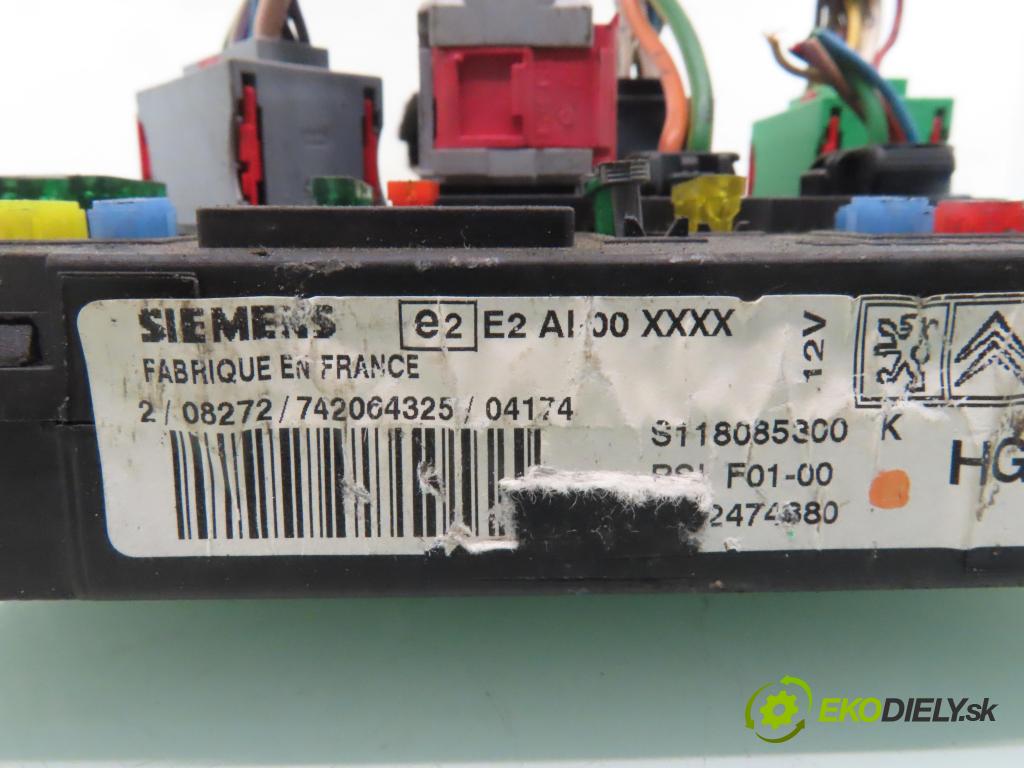 SIEMENS e2 E2 AI 00 XXXX
FABRIQUE EN FRANCE
2/08272/742064325/04174
12V
S118085300 K
F01-00
HG
EKODIELY.sk